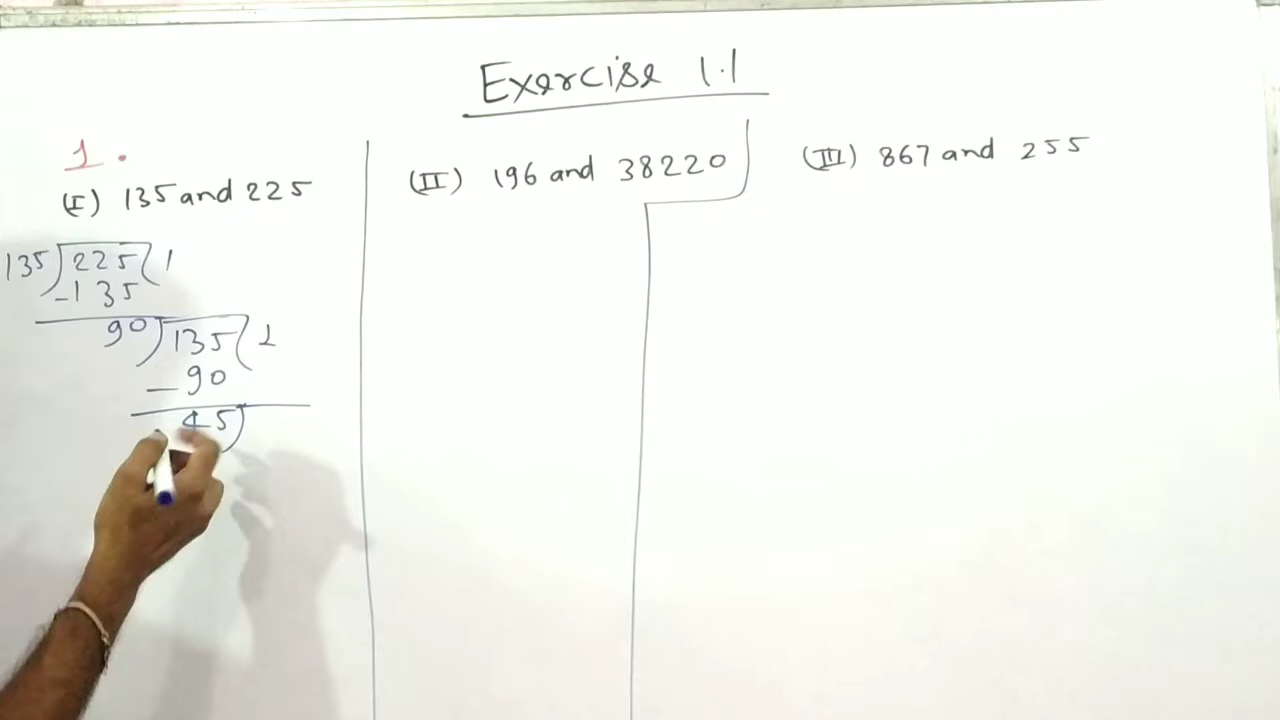 Exercise 1.1
1.
(I) 135 and 225
135)225(1
-135
90)135(1
-90
45)
(II) 196 and 38220
(III) 867 and 255